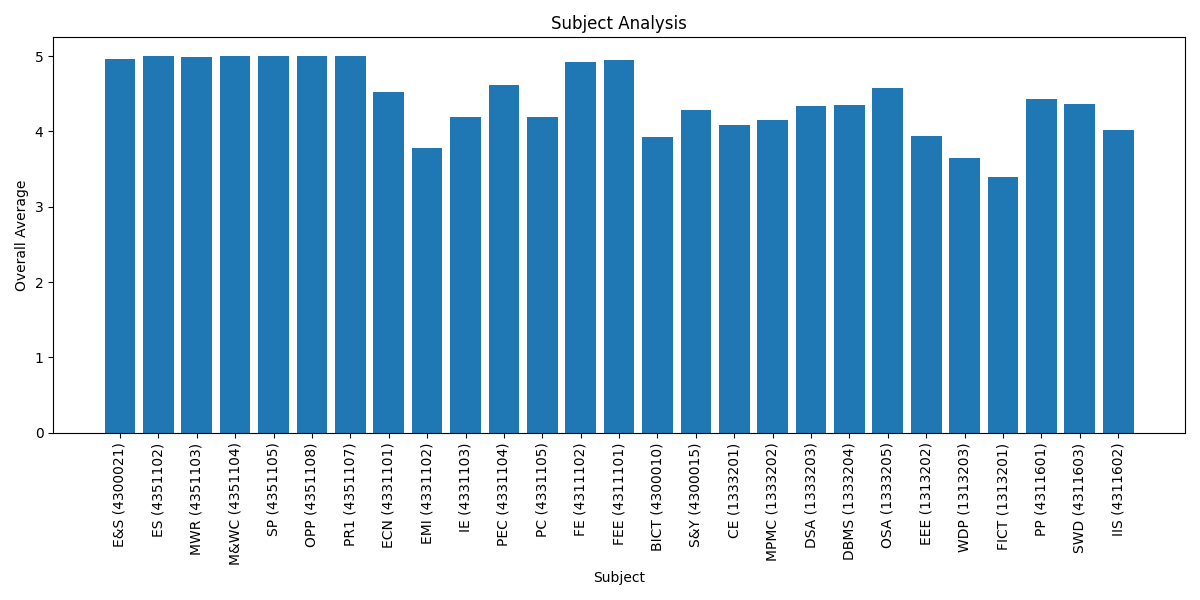 Subject Analysis
Overall Average
5
4
3
2
1
0
E&S (4300021)
ES (4351102)
MWR (4351103)
M&WC (4351104)
SP (4351105)
OPP (4351108)
PR1 (4351107)
ECN (4331101)
EMI (4331102)
IE (4331103)
PEC (4331104)
PC (4331105)
FE (4311102)
FEE (4311101)
BICT (4300010)
S&Y (4300015)
CE (1333201)
MPMC (1333202)
DSA (1333203)
DBMS (1333204)
OSA (1333205)
EEE (1313202)
WDP (1313203)
FICT (1313201)
PP (4311601)
SWD (4311603)
IIS (4311602)
Subject